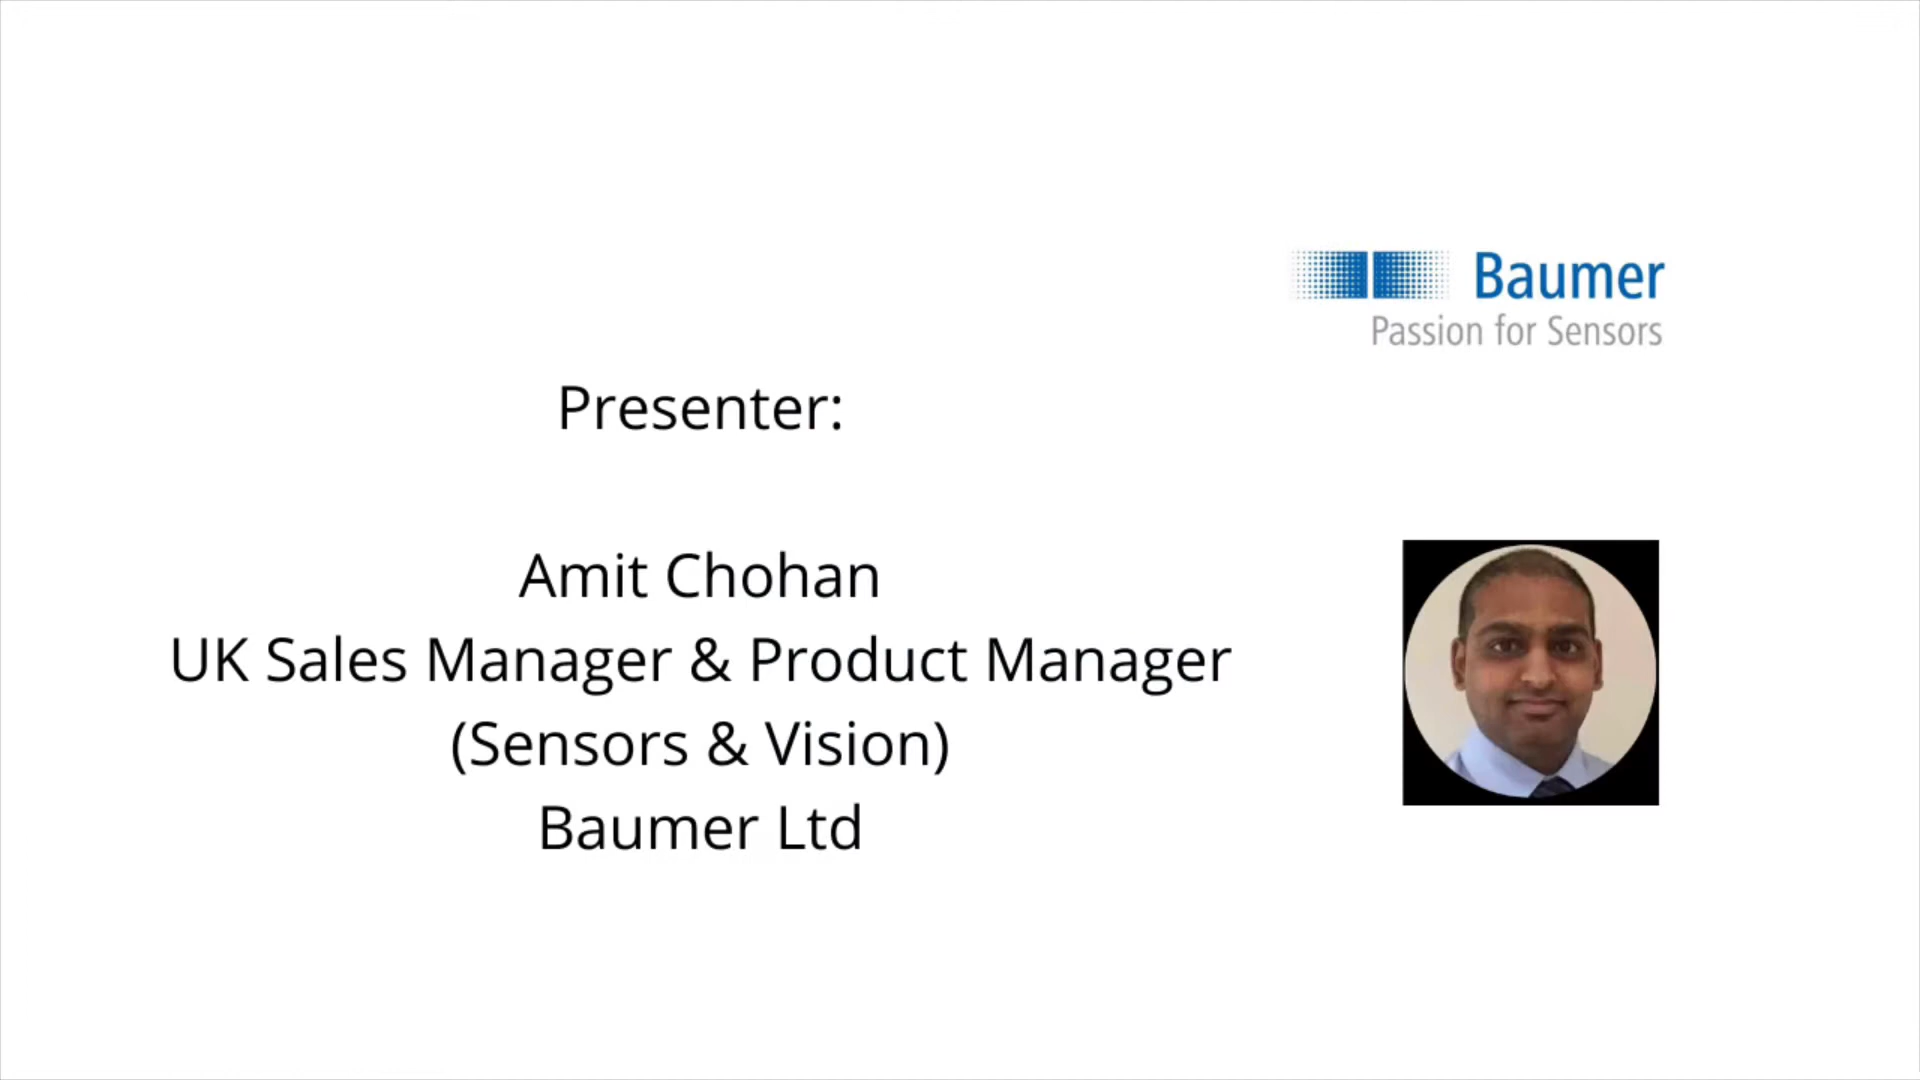 Baumer
Passion for Sensors
Presenter:
Amit Chohan
UK Sales Manager & Product Manager
(Sensors & Vision)
Baumer Ltd